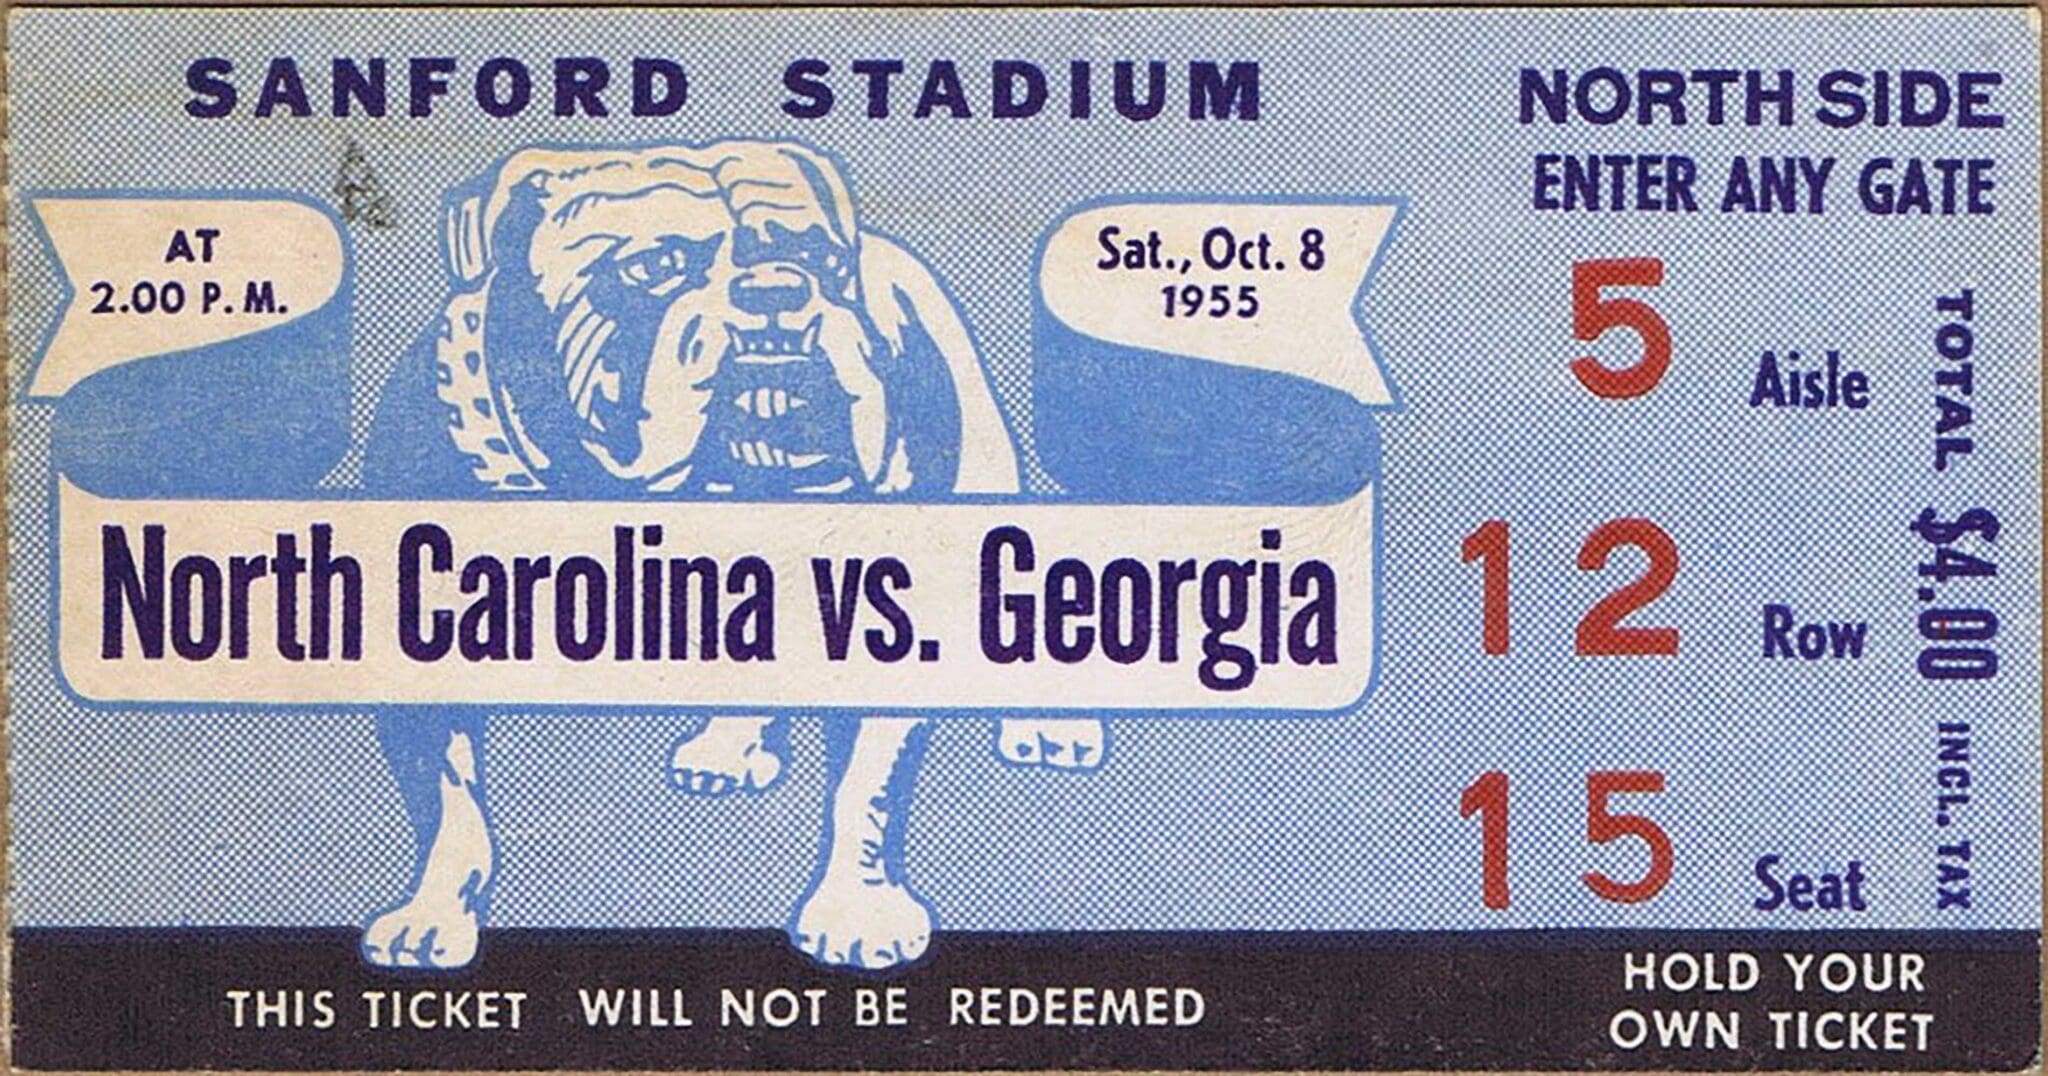 SANFORD STADIUM
AT
2.00 P.M.
Sat., Oct. 8
1955
North Carolina vs. Georgia
THIS TICKET WILL NOT BE REDEEMED
NORTH SIDE
ENTER ANY GATE
5 Aisle
12 Row
15 Seat
TOTAL $4.00 INCL. TAX
HOLD YOUR
OWN TICKET